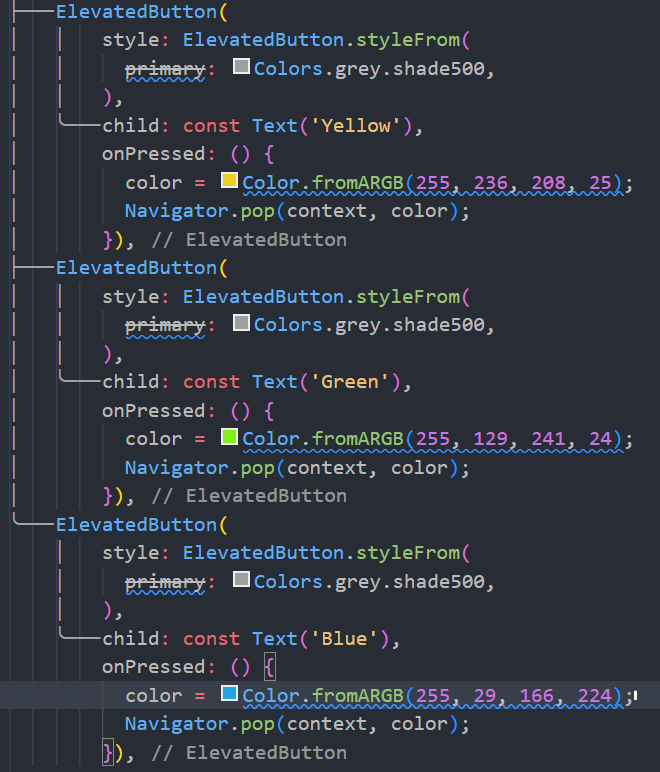 ElevatedButton(
style: ElevatedButton.styleFrom(
primary: Colors.grey.shade500,
),
child: const Text('Yellow'),
onPressed: () {
color = Color.fromARGB(255, 236, 208, 25);
Navigator.pop(context, color);
}), // ElevatedButton
ElevatedButton(
style: ElevatedButton.styleFrom(
primary: Colors.grey.shade500,
),
child: const Text('Green'),
onPressed: () {
color = Color.fromARGB(255, 129, 241, 24);
Navigator.pop(context, color);
}), // ElevatedButton
ElevatedButton(
style: ElevatedButton.styleFrom(
primary: Colors.grey.shade500,
),
child: const Text('Blue'),
onPressed: () {
color = Color.fromARGB(255, 29, 166, 224);
Navigator.pop(context, color);
}), // ElevatedButton